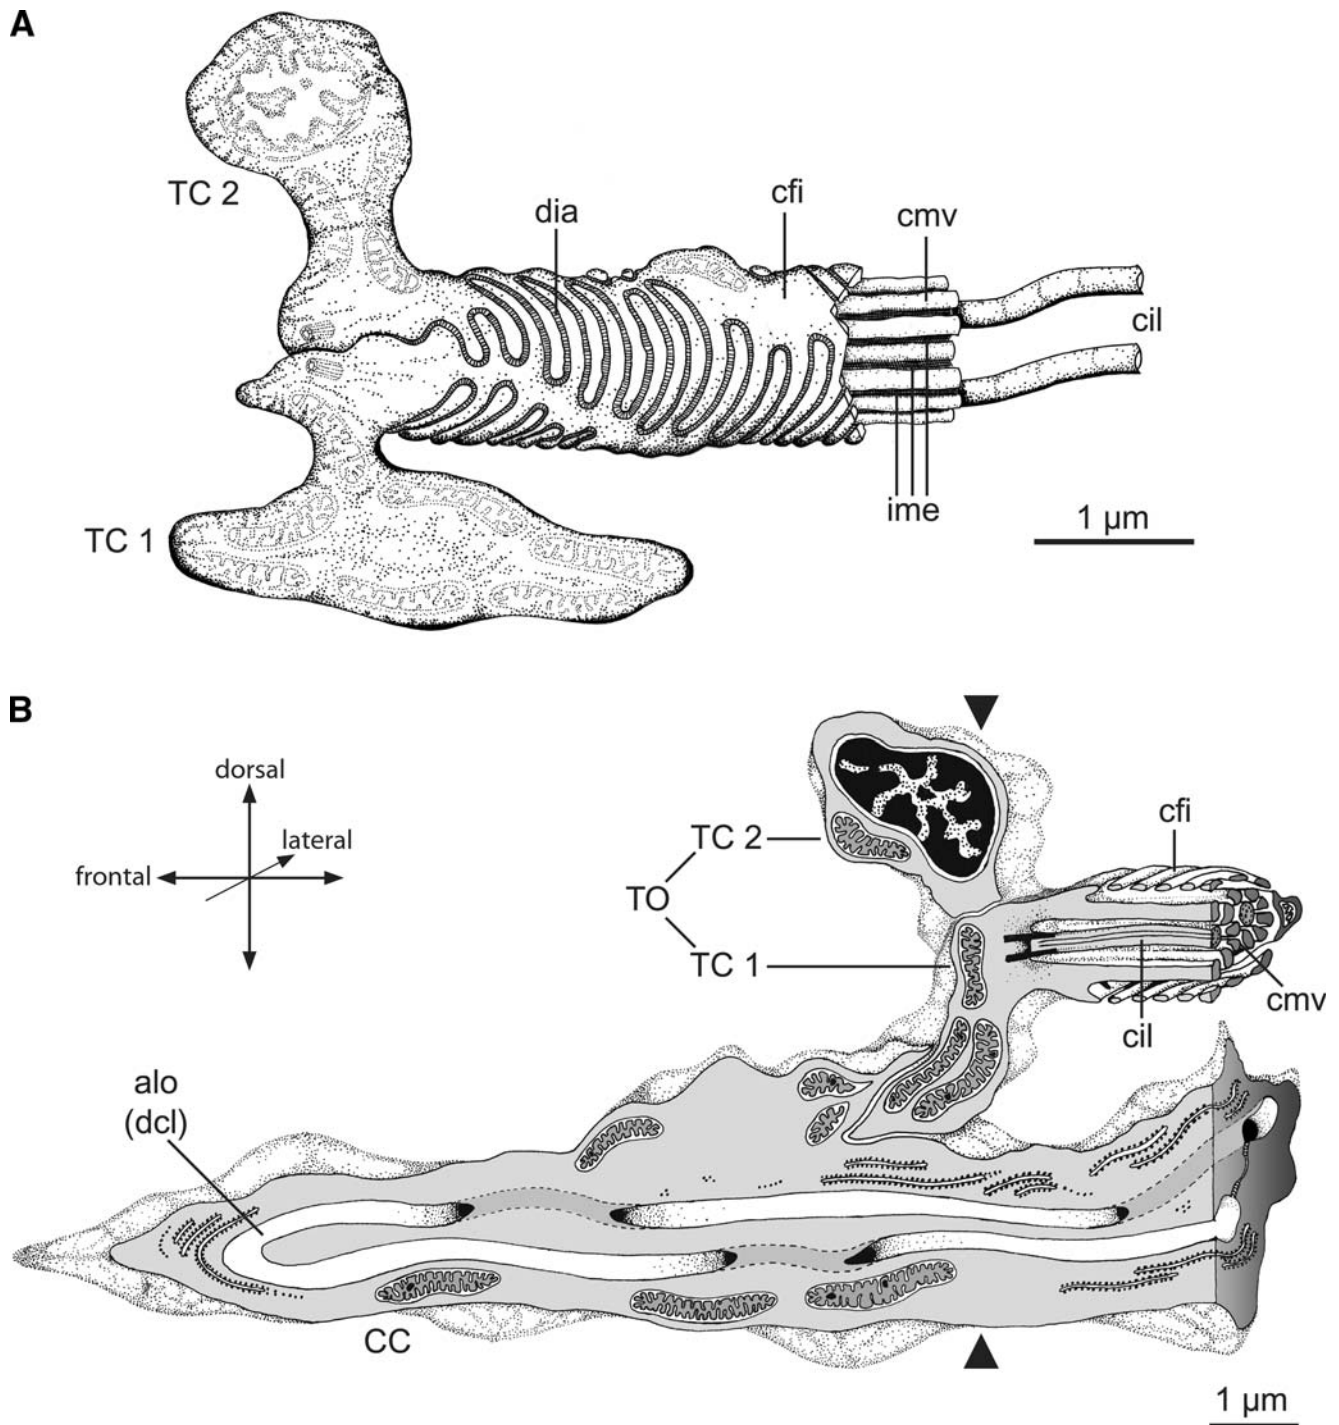 A
TC 2
dia
cfi
cmv
cil
TC 1
ime
1 µm
B
dorsal
lateral
frontal
TC 2
TO
TC 1
cfi
cmv
cil
alo
(dcl)
CC
1 µm